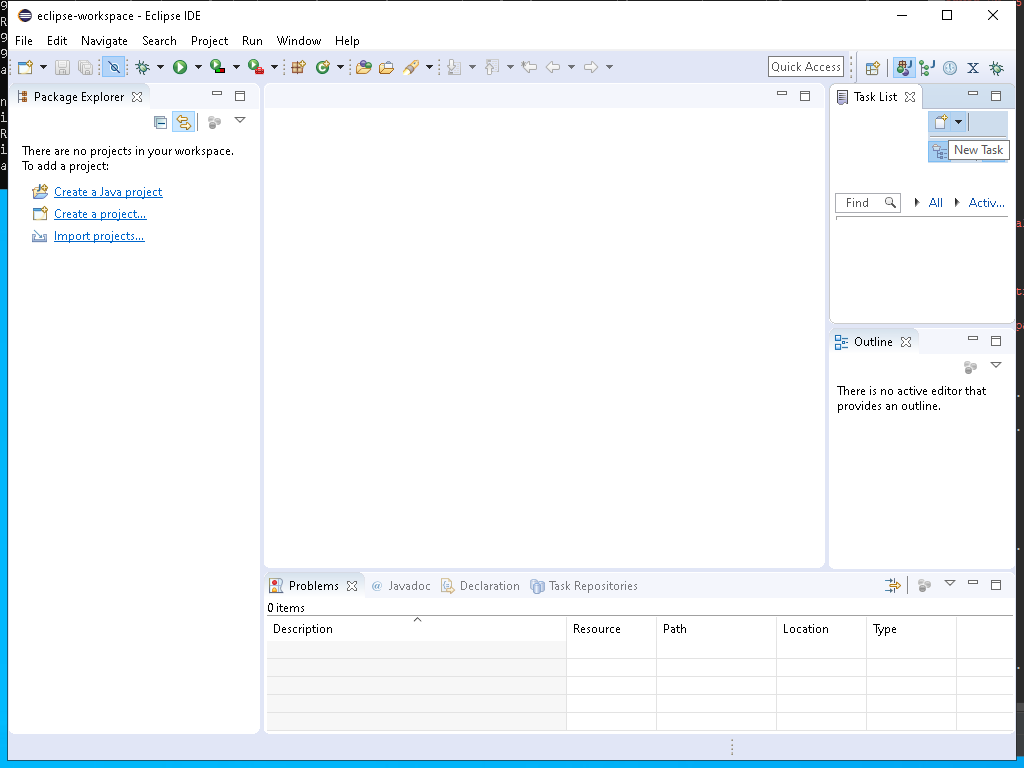 eclipse-workspace - Eclipse IDE
File Edit Navigate Search Project Run Window Help
Quick Access
Package Explorer
There are no projects in your workspace.
To add a project:
Create a Java project
Create a project...
Import projects...
Task List
New Task
Find
All
Activ...
Outline
There is no active editor that
provides an outline.
Problems
@ Javadoc
Declaration
Task Repositories
0 items
Description Resource Path Location Type